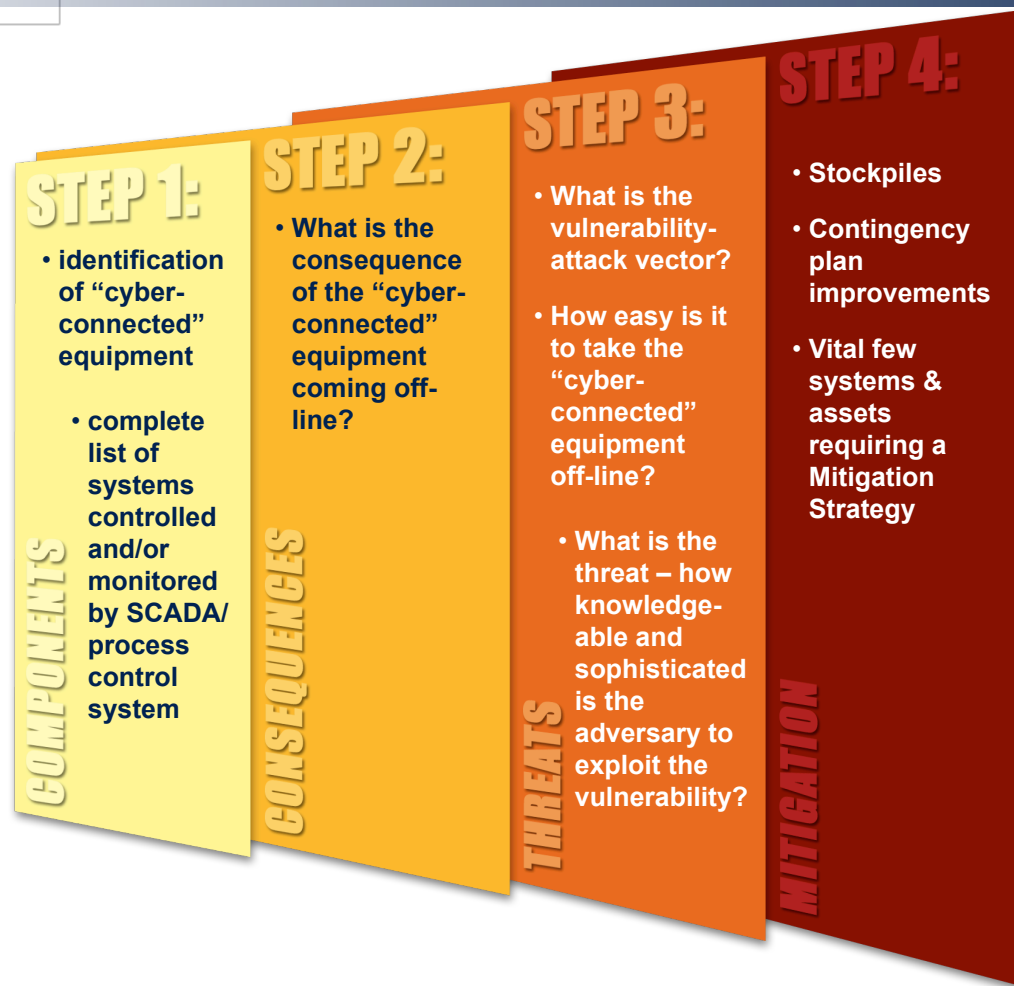 STEP 1:
• identification
of “cyber-
connected”
equipment
• complete
list of
systems
controlled
and/or
monitored
by SCADA/
process
control
system
COMPONENTS
STEP 2:
• What is the
consequence
of the “cyber-
connected”
equipment
coming off-
line?
CONSEQUENCES
STEP 3:
• What is the
vulnerability-
attack vector?
• How easy is it
to take the
“cyber-
connected”
equipment
off-line?
• What is the
threat – how
knowledge-
able and
sophisticated
is the
adversary to
exploit the
vulnerability?
THREATS
STEP 4:
• Stockpiles
• Contingency
plan
improvements
• Vital few
systems &
assets
requiring a
Mitigation
Strategy
MITIGATION